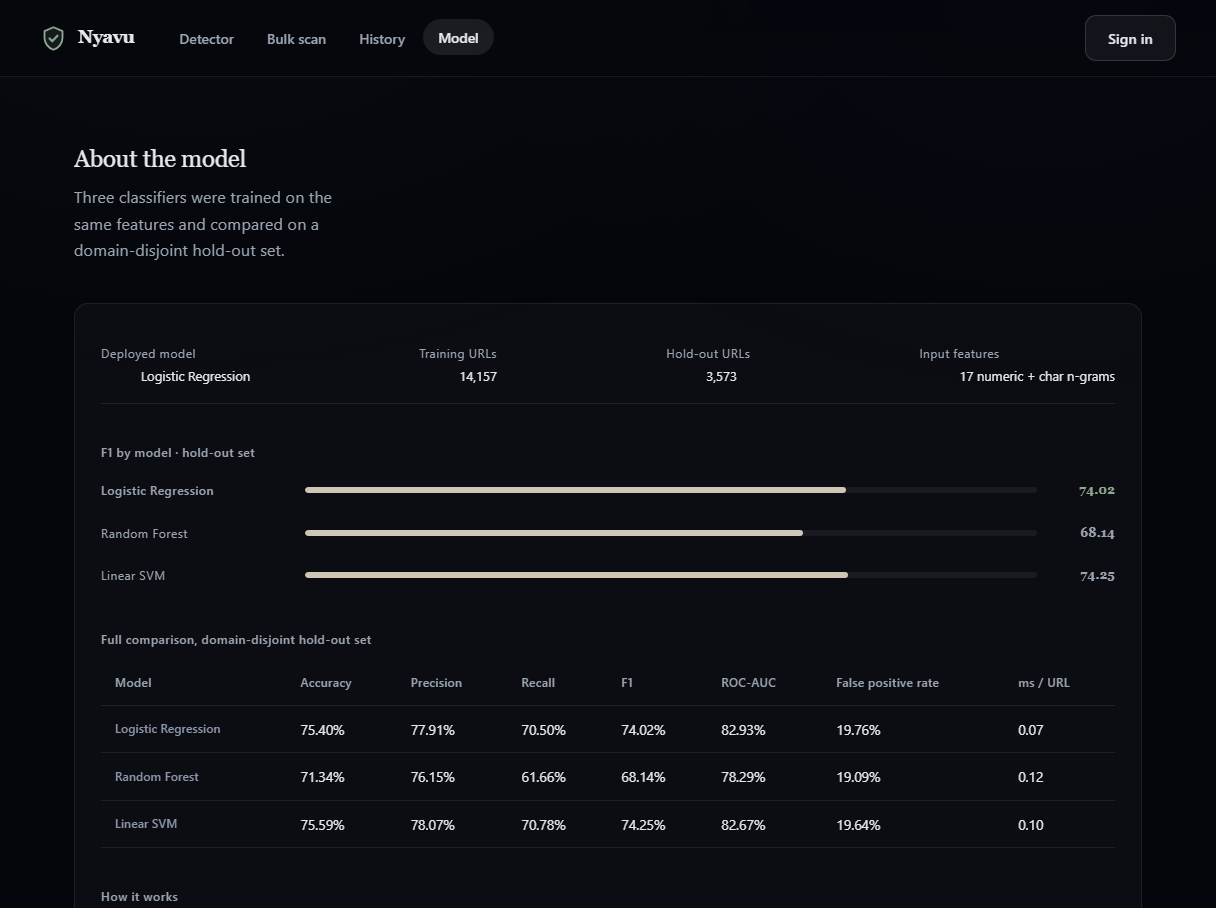 Nyavu
Detector
Bulk scan
History
Model
Sign in
About the model
Three classifiers were trained on the
same features and compared on a
domain-disjoint hold-out set.
Deployed model Training URLs Hold-out URLs Input features
Logistic Regression 14,157 3,573 17 numeric + char n-grams
F1 by model · hold-out set
Logistic Regression 74.02
Random Forest 68.14
Linear SVM 74.25
Full comparison, domain-disjoint hold-out set
Model Accuracy Precision Recall F1 ROC-AUC False positive rate ms / URL
Logistic Regression 75.40% 77.91% 70.50% 74.02% 82.93% 19.76% 0.07
Random Forest 71.34% 76.15% 61.66% 68.14% 78.29% 19.09% 0.12
Linear SVM 75.59% 78.07% 70.78% 74.25% 82.67% 19.64% 0.10
How it works